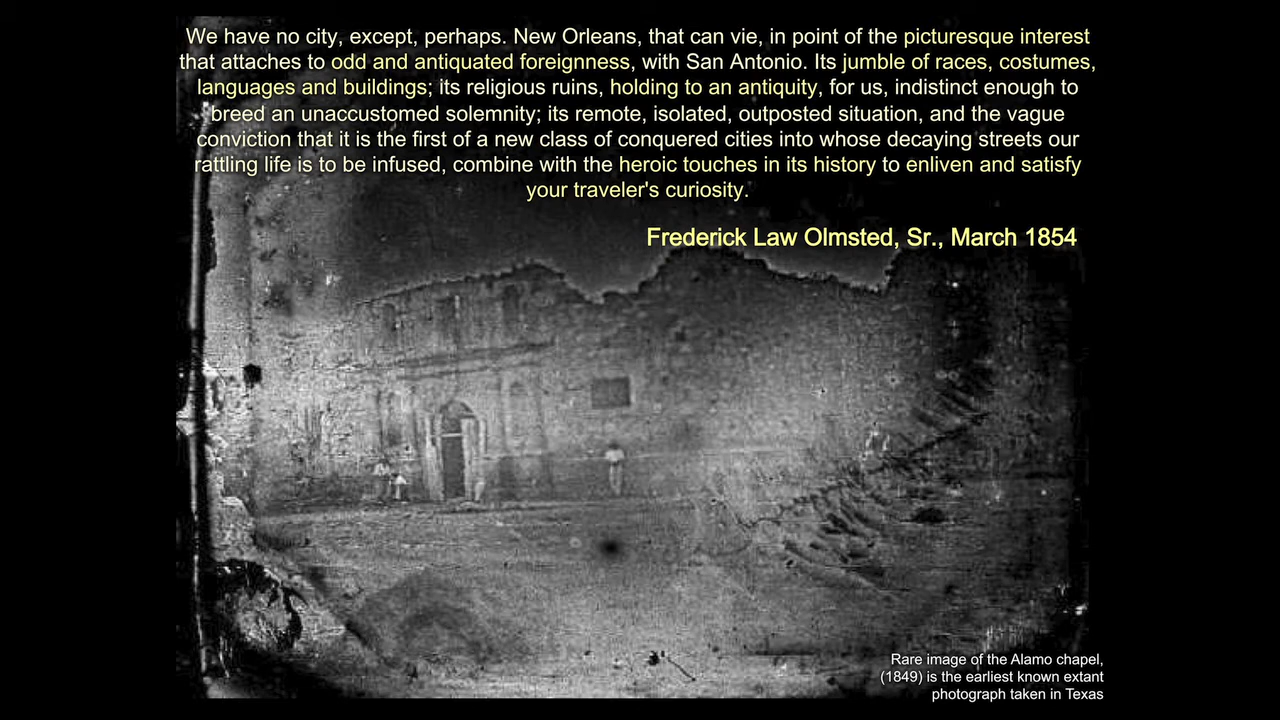 We have no city, except, perhaps. New Orleans, that can vie, in point of the picturesque interest
that attaches to odd and antiquated foreignness, with San Antonio. Its jumble of races, costumes,
languages and buildings; its religious ruins, holding to an antiquity, for us, indistinct enough to
breed an unaccustomed solemnity; its remote, isolated, outposted situation, and the vague
conviction that it is the first of a new class of conquered cities into whose decaying streets our
rattling life is to be infused, combine with the heroic touches in its history to enliven and satisfy
your traveler's curiosity.
Frederick Law Olmsted, Sr., March 1854
Rare image of the Alamo chapel,
(1849) is the earliest known extant
photograph taken in Texas